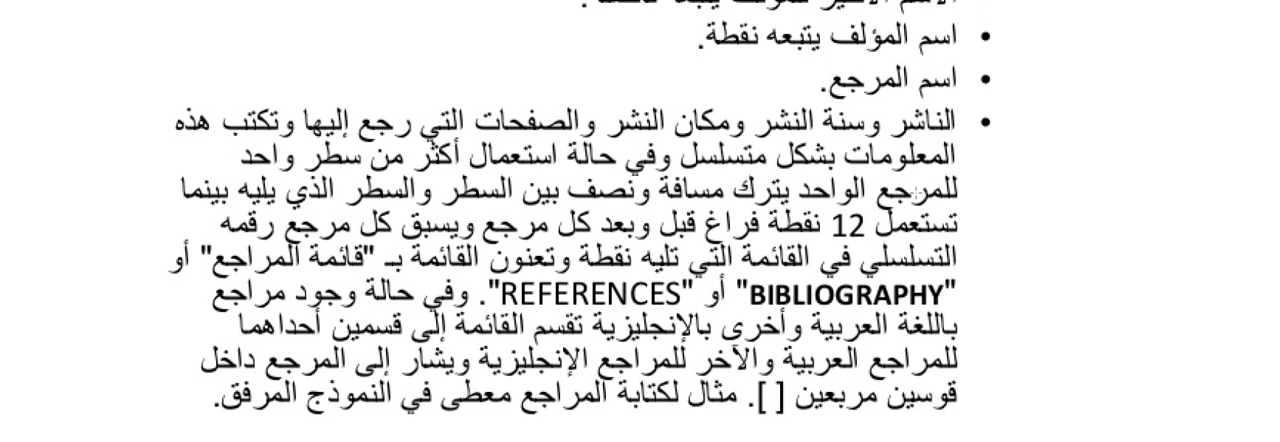 • اسم المؤلف يتبعه نقطة.
• اسم المرجع.
• الناشر وسنة النشر ومكان النشر والصفحات التي رجع إليها وتكتب هذه
المعلومات بشكل متسلسل وفي حالة استعمال أكثر من سطر واحد
للمرجع الواحد يترك مسافة ونصف بين السطر والسطر الذي يليه بينما
تستعمل 12 نقطة فراغ قبل وبعد كل مرجع ويسبق كل مرجع رقمه
التسلسلي في القائمة التي تليه نقطة وتعنون القائمة بـ "قائمة المراجع" أو
"BIBLIOGRAPHY" أو "REFERENCES". وفي حالة وجود مراجع
باللغة العربية وأخرى بالإنجليزية تقسم القائمة إلى قسمين أحداهما
للمراجع العربية والآخر للمراجع الإنجليزية ويشار إلى المرجع داخل
قوسين مربعين [ ]. مثال لكتابة المراجع معطى في النموذج المرفق.